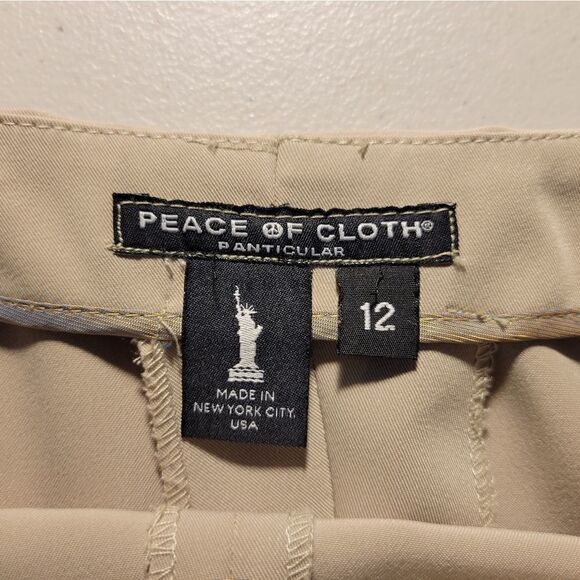 PEACE OF CLOTH®
PANTICULAR
12
MADE IN
NEW YORK CITY,
USA